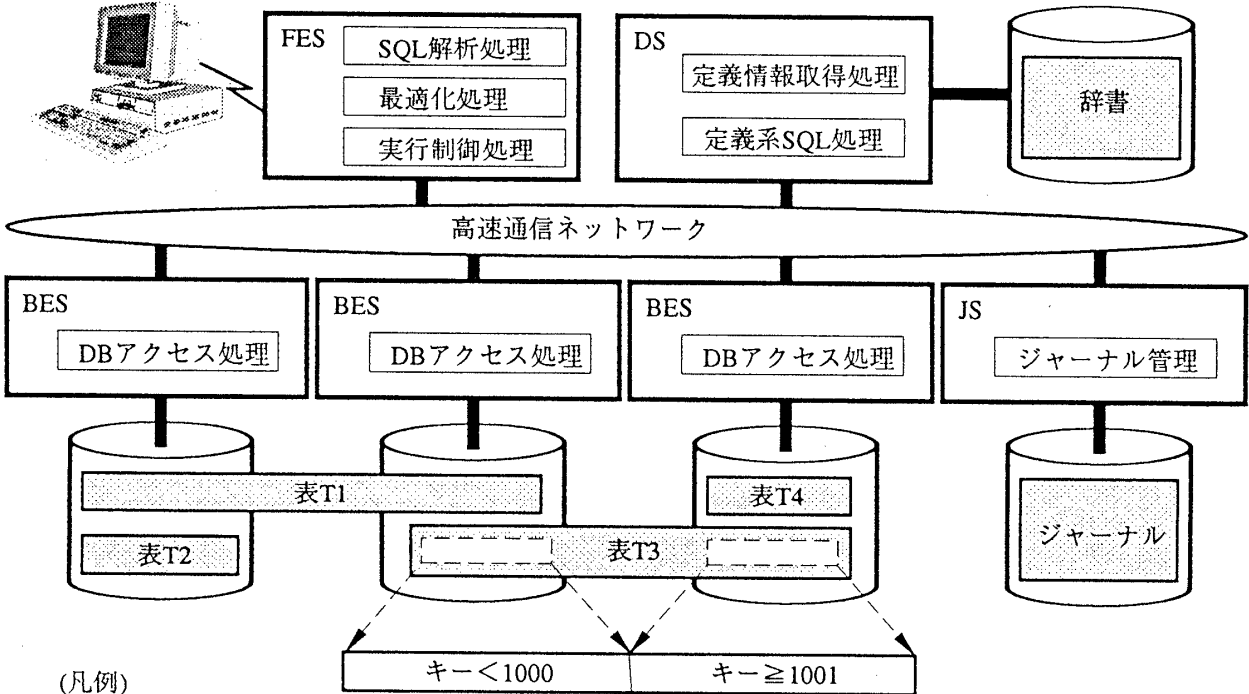 FES
SQL解析処理
最適化処理
実行制御処理
DS
定義情報取得処理
定義系SQL処理
辞書
高速通信ネットワーク
BES
DBアクセス処理
BES
DBアクセス処理
BES
DBアクセス処理
JS
ジャーナル管理
表T1
表T2
表T4
表T3
ジャーナル
キー<1000
キー≧1001
(凡例)